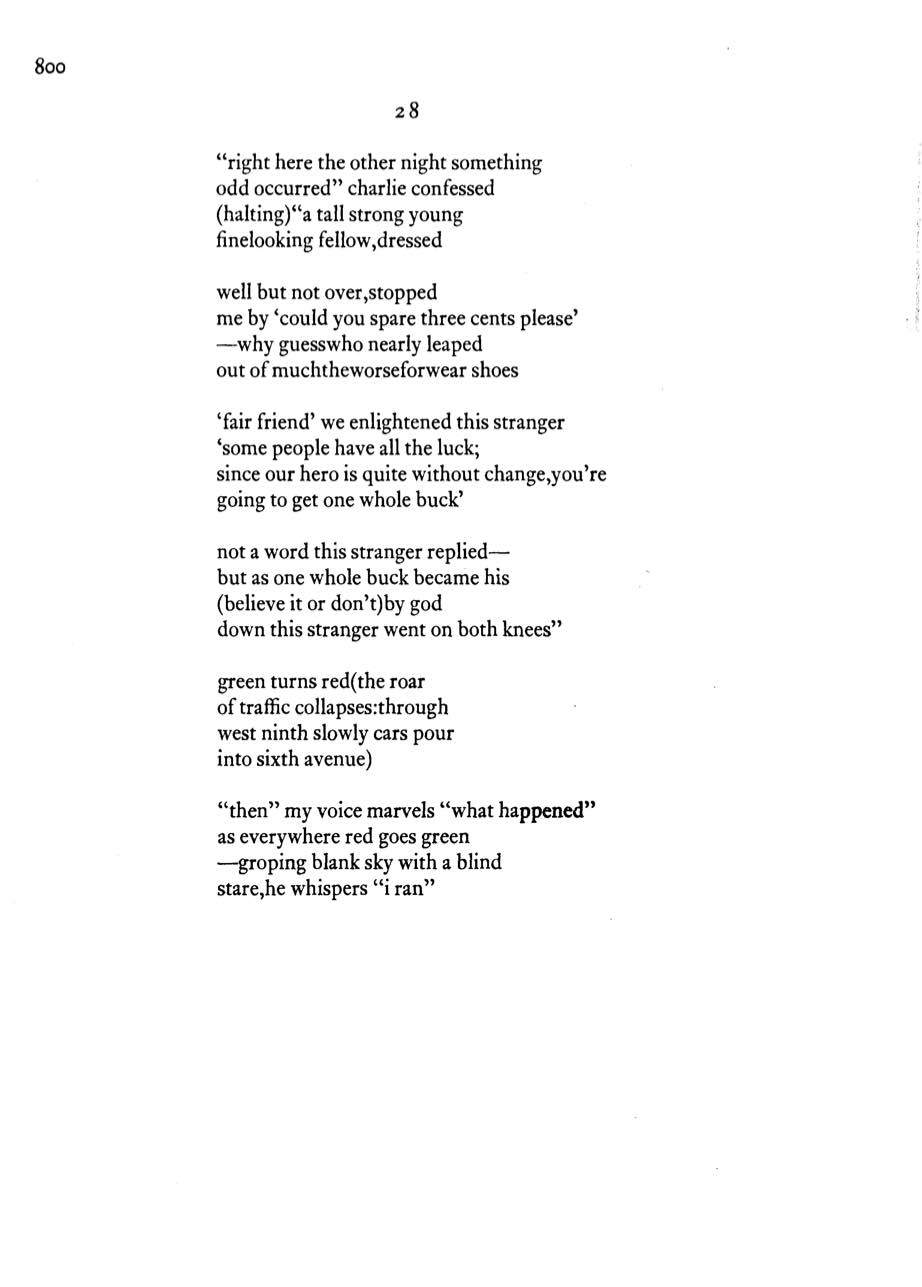 800
28
“right here the other night something
odd occurred” charlie confessed
(halting)“a tall strong young
finelooking fellow,dressed
well but not over,stopped
me by ‘could you spare three cents please’
—why guesswho nearly leaped
out of muchtheworseforwear shoes
‘fair friend’ we enlightened this stranger
‘some people have all the luck;
since our hero is quite without change,you’re
going to get one whole buck’
not a word this stranger replied—
but as one whole buck became his
(believe it or don’t)by god
down this stranger went on both knees”
green turns red(the roar
of traffic collapses:through
west ninth slowly cars pour
into sixth avenue)
“then” my voice marvels “what happened”
as everywhere red goes green
—groping blank sky with a blind
stare,he whispers “i ran”